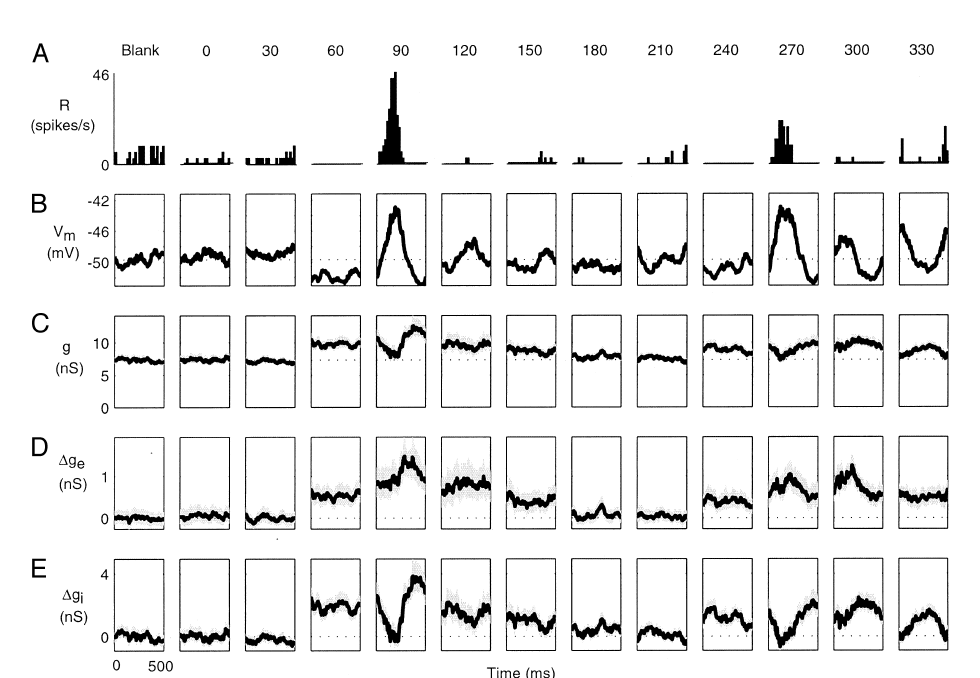 A
Blank 0 30 60 90 120 150 180 210 240 270 300 330
46
R
(spikes/s)
0
B
-42
Vm
-46
(mV)
-50
C
g
10
(nS)
5
0
D
Δge
1
(nS)
0
E
4
Δgi
(nS)
0
0 500
Time (ms)